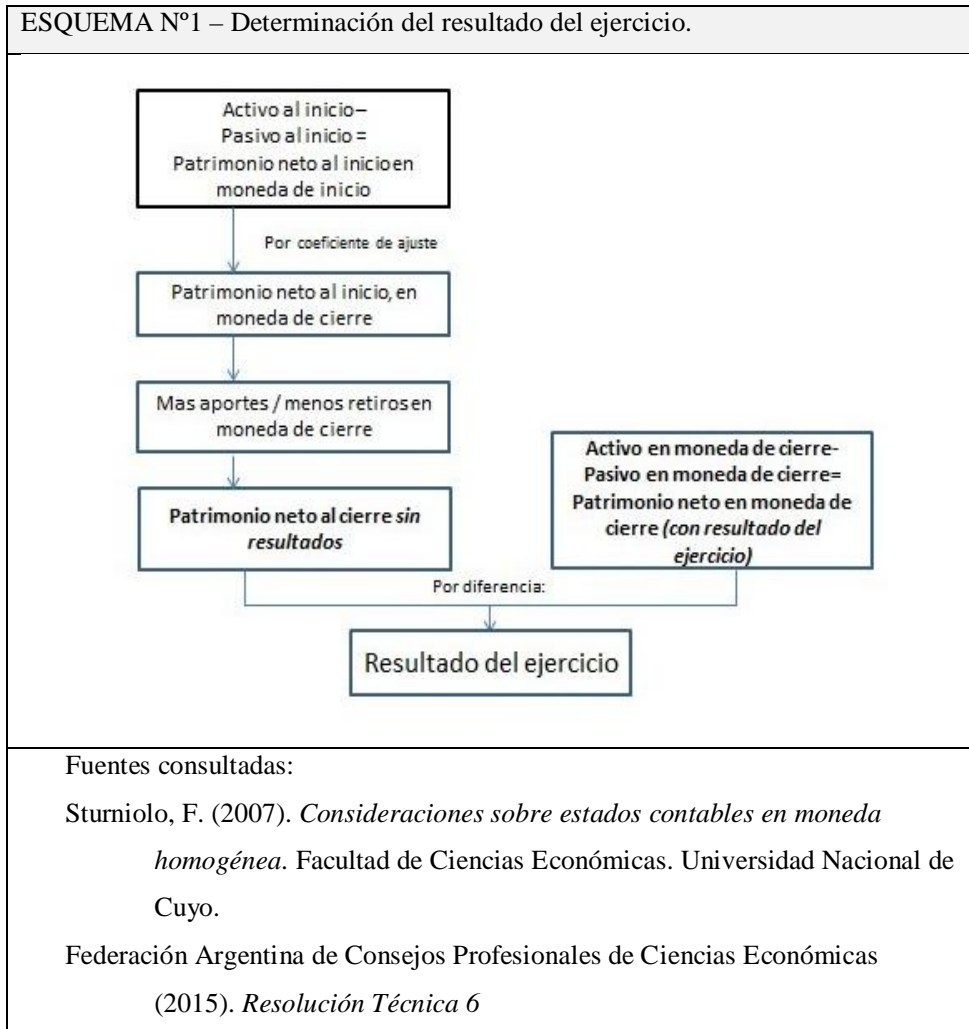 ESQUEMA Nº1 – Determinación del resultado del ejercicio.
Activo al inicio–
Pasivo al inicio =
Patrimonio neto al inicio en
moneda de inicio
Por coeficiente de ajuste
Patrimonio neto al inicio, en
moneda de cierre
Mas aportes / menos retiros en
moneda de cierre
Patrimonio neto al cierre sin
resultados
Activo en moneda de cierre-
Pasivo en moneda de cierre=
Patrimonio neto en moneda de
cierre (con resultado del
ejercicio)
Por diferencia:
Resultado del ejercicio
Fuentes consultadas:
Sturniolo, F. (2007). Consideraciones sobre estados contables en moneda
homogénea. Facultad de Ciencias Económicas. Universidad Nacional de
Cuyo.
Federación Argentina de Consejos Profesionales de Ciencias Económicas
(2015). Resolución Técnica 6